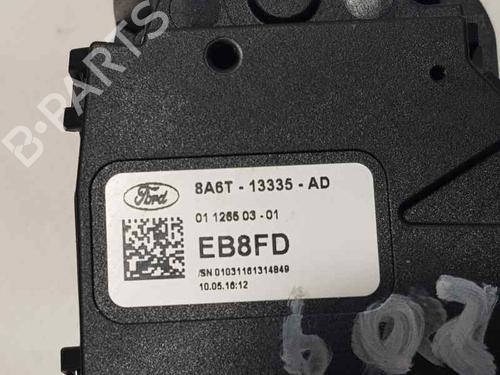 B-PARTS
Ford
8A6T - 13335 - AD
01 1265 03 - 01
EB8FD
/SN 01031161314849
10.05.16:12